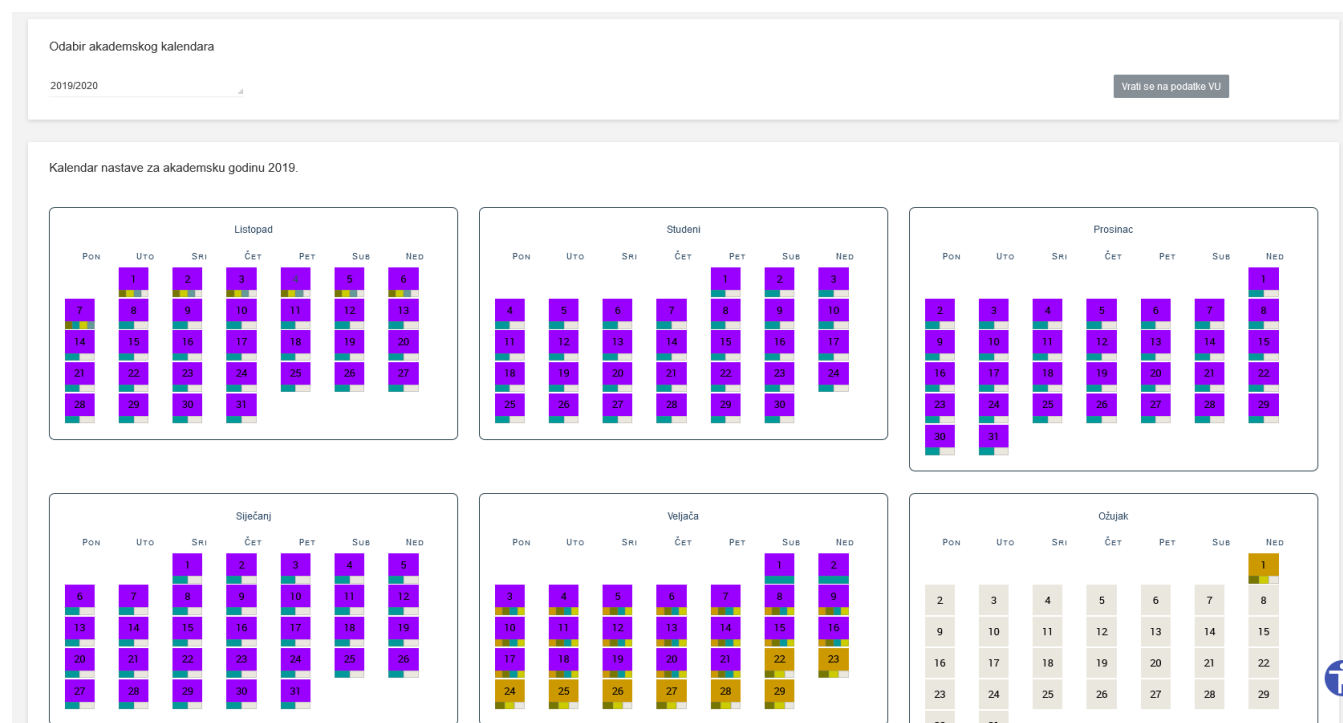 Odabir akademskog kalendara
2019/2020
Vrati se na podatke VU
Kalendar nastave za akademsku godinu 2019.
Listopad
Pon Uto Sri Čet Pet Sub Ned
1 2 3 4 5 6
7 8 9 10 11 12 13
14 15 16 17 18 19 20
21 22 23 24 25 26 27
28 29 30 31
Studeni
Pon Uto Sri Čet Pet Sub Ned
1 2 3
4 5 6 7 8 9 10
11 12 13 14 15 16 17
18 19 20 21 22 23 24
25 26 27 28 29 30
Prosinac
Pon Uto Sri Čet Pet Sub Ned
1
2 3 4 5 6 7 8
9 10 11 12 13 14 15
16 17 18 19 20 21 22
23 24 25 26 27 28 29
30 31
Siječanj
Pon Uto Sri Čet Pet Sub Ned
1 2 3 4 5
6 7 8 9 10 11 12
13 14 15 16 17 18 19
20 21 22 23 24 25 26
27 28 29 30 31
Veljača
Pon Uto Sri Čet Pet Sub Ned
1 2
3 4 5 6 7 8 9
10 11 12 13 14 15 16
17 18 19 20 21 22 23
24 25 26 27 28 29
Ožujak
Pon Uto Sri Čet Pet Sub Ned
1
2 3 4 5 6 7 8
9 10 11 12 13 14 15
16 17 18 19 20 21 22
23 24 25 26 27 28 29